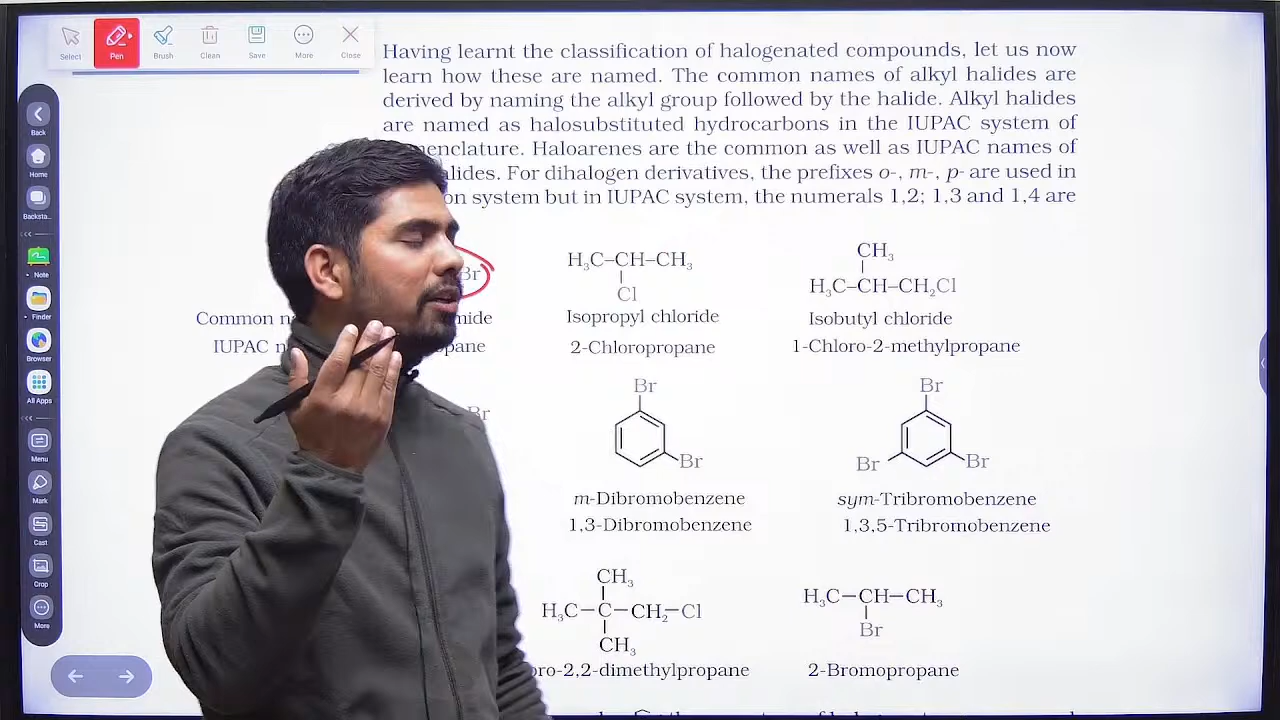 Select
Pen
Brush
Clean
Save
More
Close
Back
Home
Backsta..
Note
Finder
Browser
All Apps
Menu
Mark
Cast
Crop
More
Having learnt the classification of halogenated compounds, let us now
learn how these are named. The common names of alkyl halides are
derived by naming the alkyl group followed by the halide. Alkyl halides
are named as halosubstituted hydrocarbons in the IUPAC system of
menclature. Haloarenes are the common as well as IUPAC names of
alides. For dihalogen derivatives, the prefixes o-, m-, p- are used in
on system but in IUPAC system, the numerals 1,2; 1,3 and 1,4 are
CH₃
Br H₃C–CH–CH₃ H₃C–CH–CH₂Cl
Cl
Common n mide Isopropyl chloride Isobutyl chloride
IUPAC n pane 2-Chloropropane 1-Chloro-2-methylpropane
Br Br
Br
Br Br Br
m-Dibromobenzene sym-Tribromobenzene
1,3-Dibromobenzene 1,3,5-Tribromobenzene
CH₃
H₃C–C–CH₂–Cl H₃C–CH–CH₃
CH₃ Br
oro-2,2-dimethylpropane 2-Bromopropane